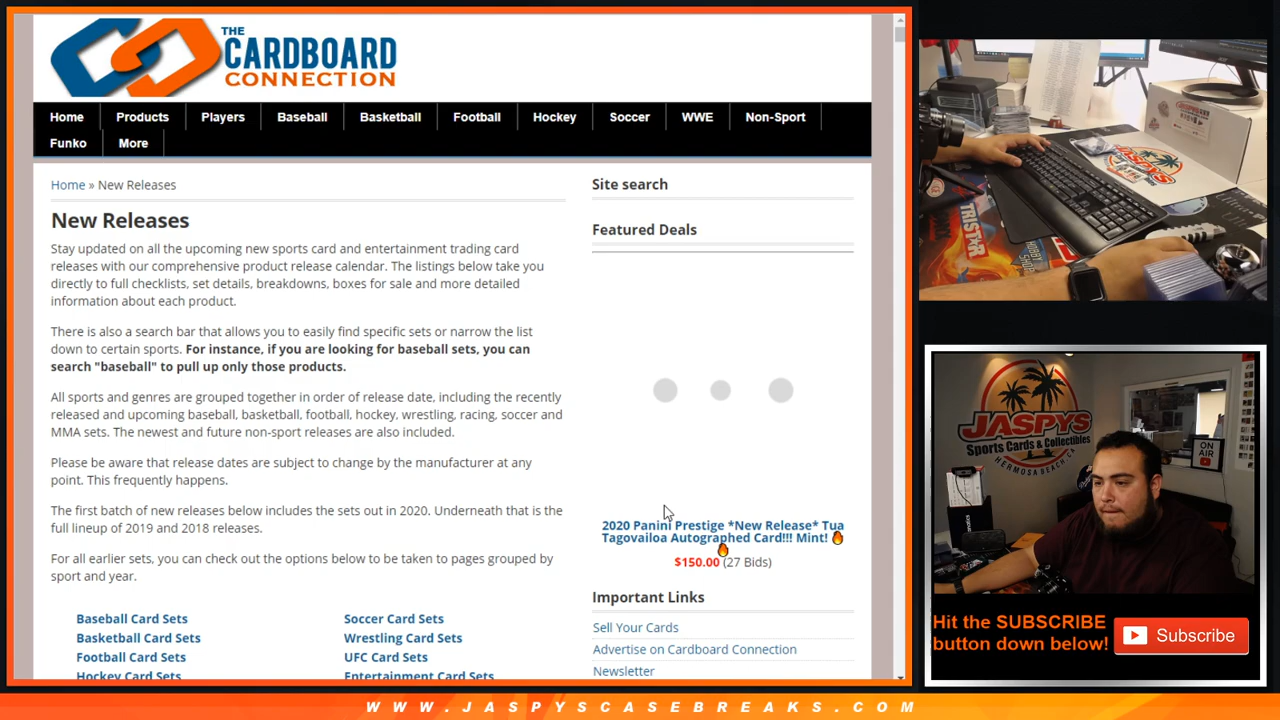 THE
CARDBOARD
CONNECTION
Home Products Players Baseball Basketball Football Hockey Soccer WWE Non-Sport
Funko More
Home » New Releases
New Releases
Stay updated on all the upcoming new sports card and entertainment trading card
releases with our comprehensive product release calendar. The listings below take you
directly to full checklists, set details, breakdowns, boxes for sale and more detailed
information about each product.
There is also a search bar that allows you to easily find specific sets or narrow the list
down to certain sports. For instance, if you are looking for baseball sets, you can
search "baseball" to pull up only those products.
All sports and genres are grouped together in order of release date, including the recently
released and upcoming baseball, basketball, football, hockey, wrestling, racing, soccer and
MMA sets. The newest and future non-sport releases are also included.
Please be aware that release dates are subject to change by the manufacturer at any
point. This frequently happens.
The first batch of new releases below includes the sets out in 2020. Underneath that is the
full lineup of 2019 and 2018 releases.
For all earlier sets, you can check out the options below to be taken to pages grouped by
sport and year.
Baseball Card Sets
Basketball Card Sets
Football Card Sets
Hockey Card Sets
Soccer Card Sets
Wrestling Card Sets
UFC Card Sets
Entertainment Card Sets
Site search
Featured Deals
2020 Panini Prestige *New Release* Tua
Tagovailoa Autographed Card!!! Mint! 🔥
🔥
$150.00 (27 Bids)
Important Links
Sell Your Cards
Advertise on Cardboard Connection
Newsletter
TRISTAR
HOBBY
SHOP
JASPYS
JASPYS
Sports Cards & Collectibles
HERMOSA BEACH, CA
ON
AIR
Hit the SUBSCRIBE
button down below!
Subscribe
WWW.JASPYSCASEBREAKS.COM